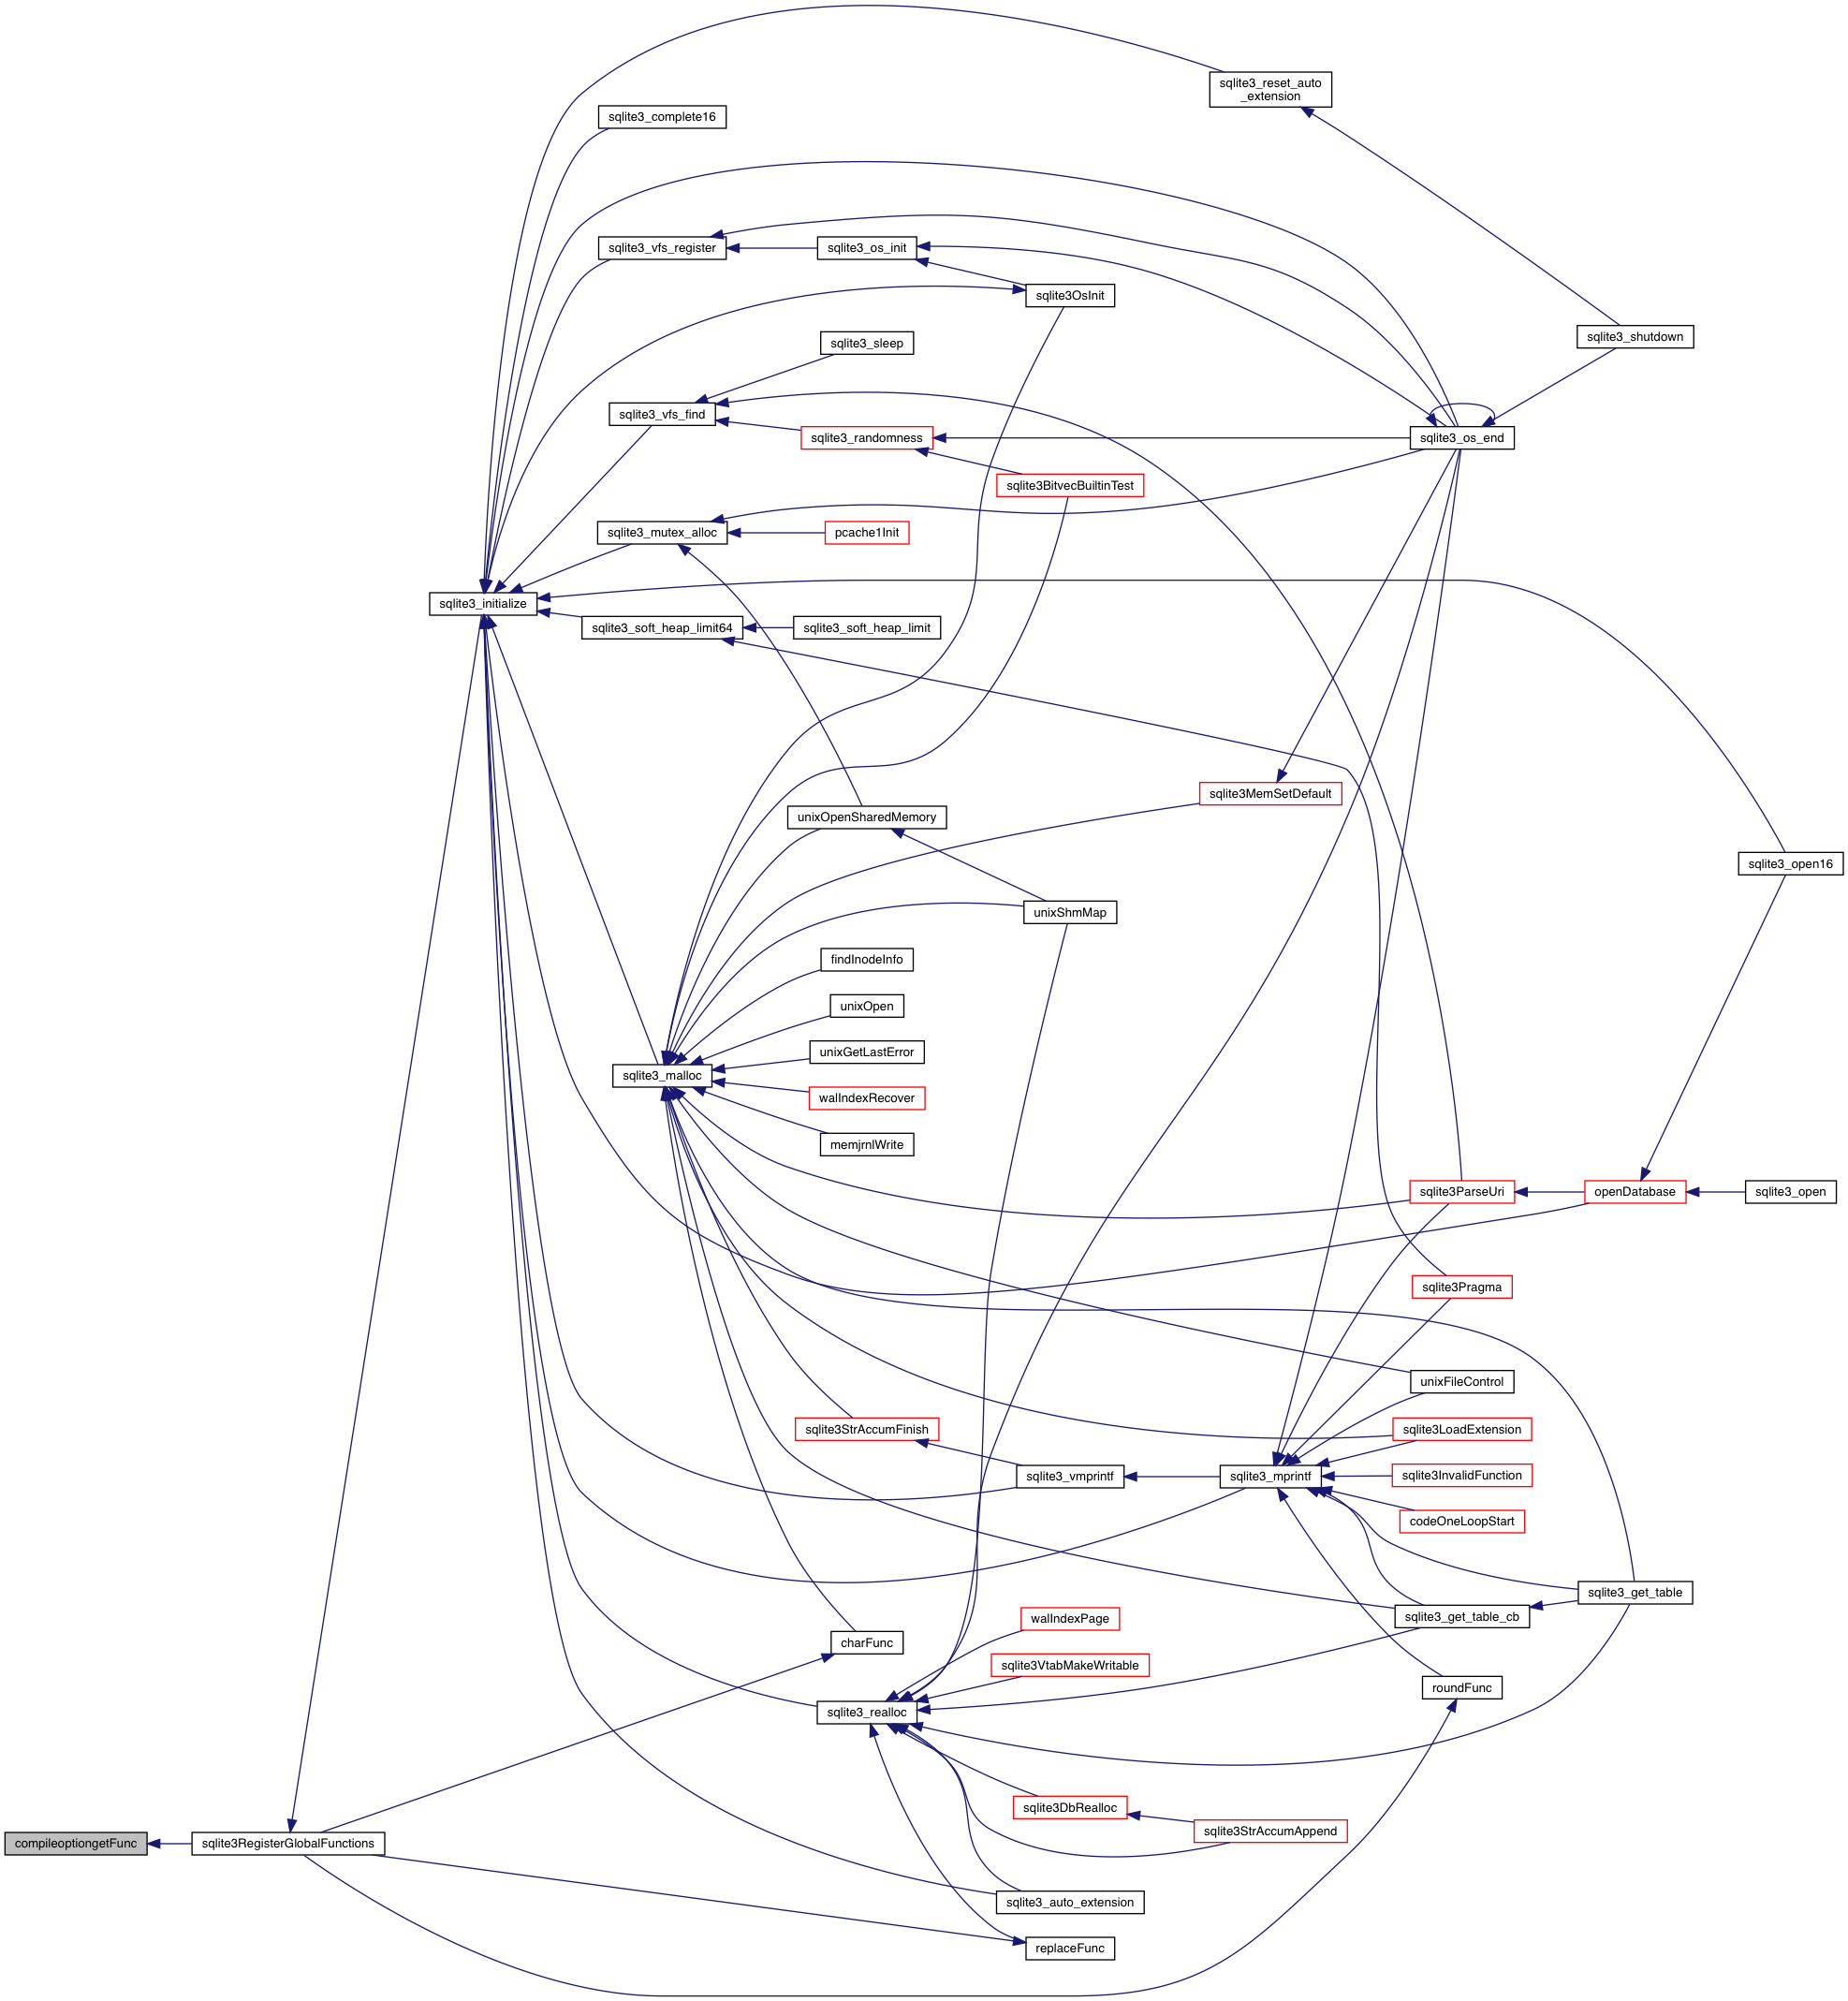 sqlite3_reset_auto
_extension
sqlite3_complete16
sqlite3_vfs_register
sqlite3_os_init
sqlite3OsInit
sqlite3_sleep
sqlite3_shutdown
sqlite3_vfs_find
sqlite3_randomness
sqlite3_os_end
sqlite3BitvecBuiltinTest
sqlite3_mutex_alloc
pcache1Init
sqlite3_initialize
sqlite3_soft_heap_limit64
sqlite3_soft_heap_limit
sqlite3MemSetDefault
unixOpenSharedMemory
sqlite3_open16
unixShmMap
findInodeInfo
unixOpen
unixGetLastError
sqlite3_malloc
walIndexRecover
memjrnlWrite
sqlite3ParseUri
openDatabase
sqlite3_open
sqlite3Pragma
unixFileControl
sqlite3StrAccumFinish
sqlite3LoadExtension
sqlite3_vmprintf
sqlite3_mprintf
sqlite3InvalidFunction
codeOneLoopStart
sqlite3_get_table
sqlite3_get_table_cb
walIndexPage
charFunc
sqlite3VtabMakeWritable
roundFunc
sqlite3_realloc
sqlite3DbRealloc
sqlite3StrAccumAppend
compileoptiongetFunc
sqlite3RegisterGlobalFunctions
sqlite3_auto_extension
replaceFunc